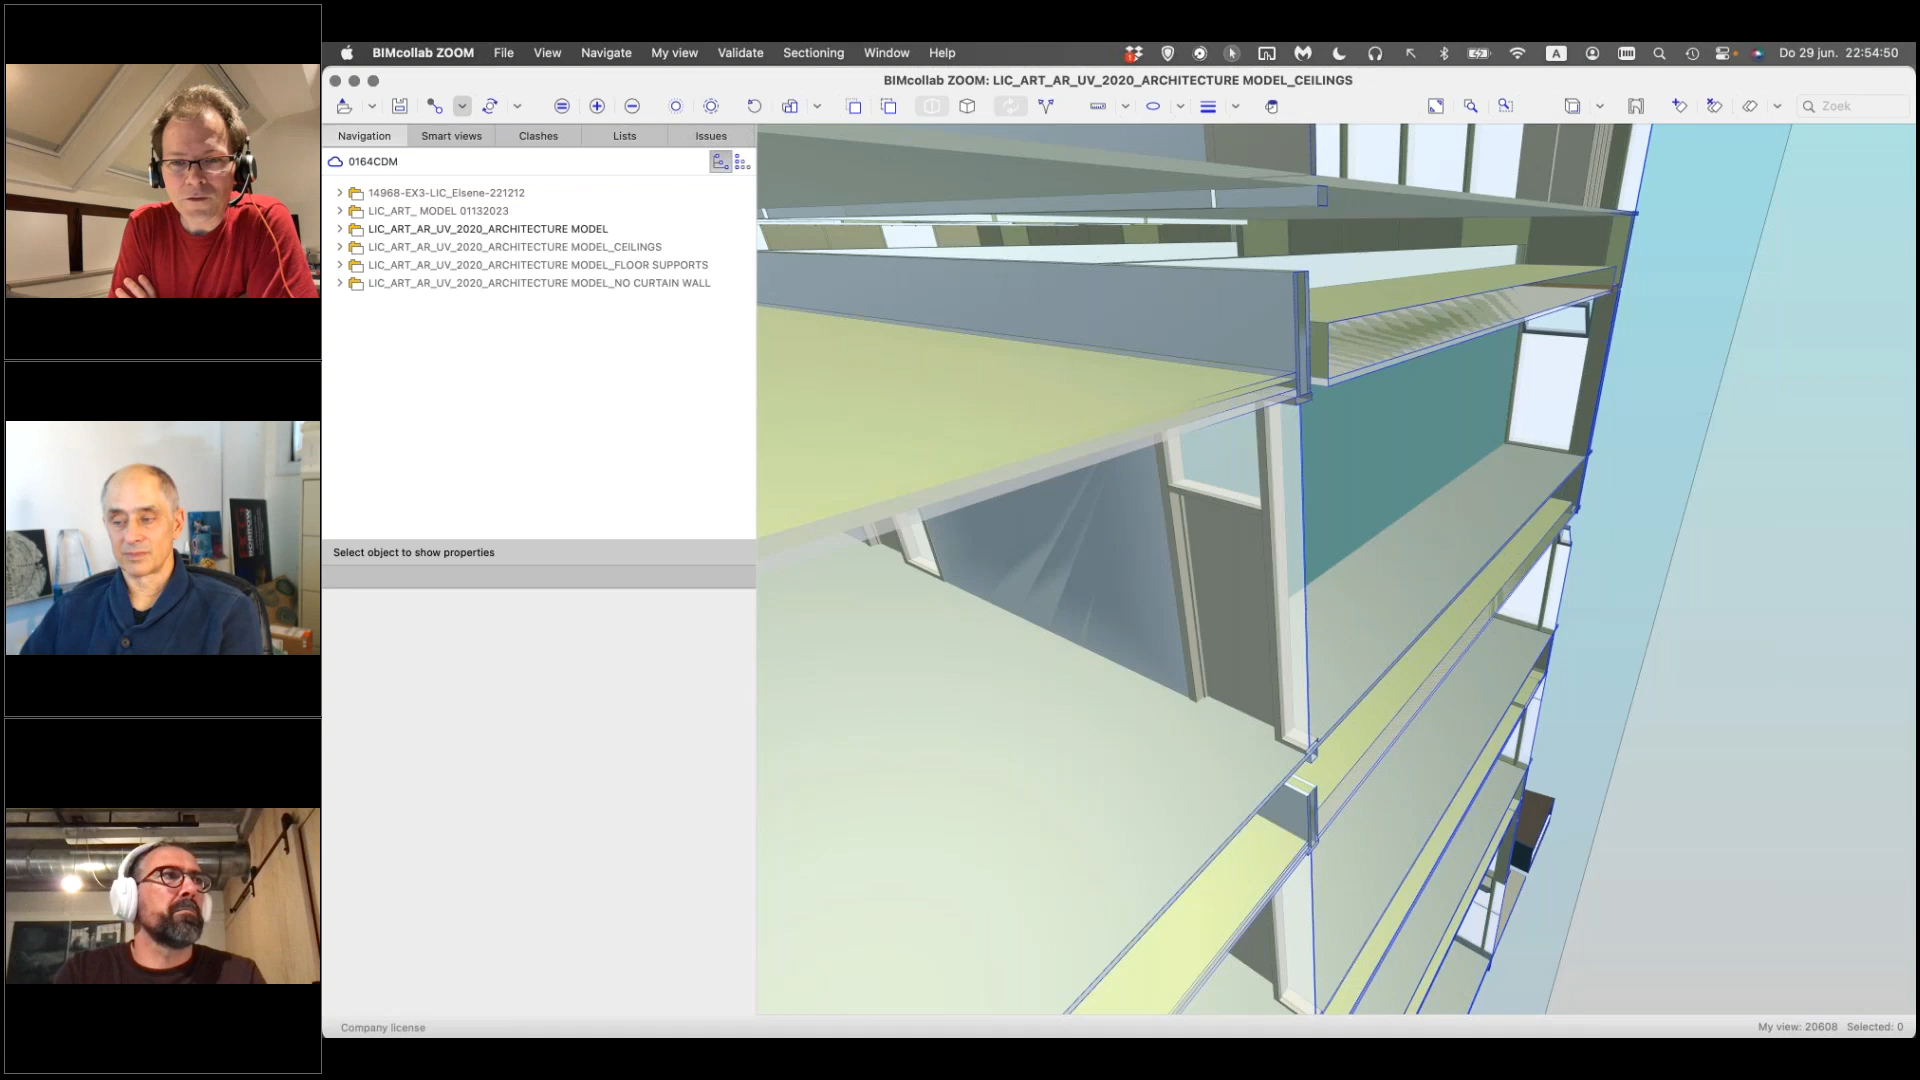 BIMcollab ZOOM File View Navigate My view Validate Sectioning Window Help
A Do 29 jun. 22:54:50
BIMcollab ZOOM: LIC_ART_AR_UV_2020_ARCHITECTURE MODEL_CEILINGS
Zoek
Navigation Smart views Clashes Lists Issues
0164CDM
14968-EX3-LIC_Elsene-221212
LIC_ART_ MODEL 01132023
LIC_ART_AR_UV_2020_ARCHITECTURE MODEL
LIC_ART_AR_UV_2020_ARCHITECTURE MODEL_CEILINGS
LIC_ART_AR_UV_2020_ARCHITECTURE MODEL_FLOOR SUPPORTS
LIC_ART_AR_UV_2020_ARCHITECTURE MODEL_NO CURTAIN WALL
Select object to show properties
Company license
My view: 20608 Selected: 0